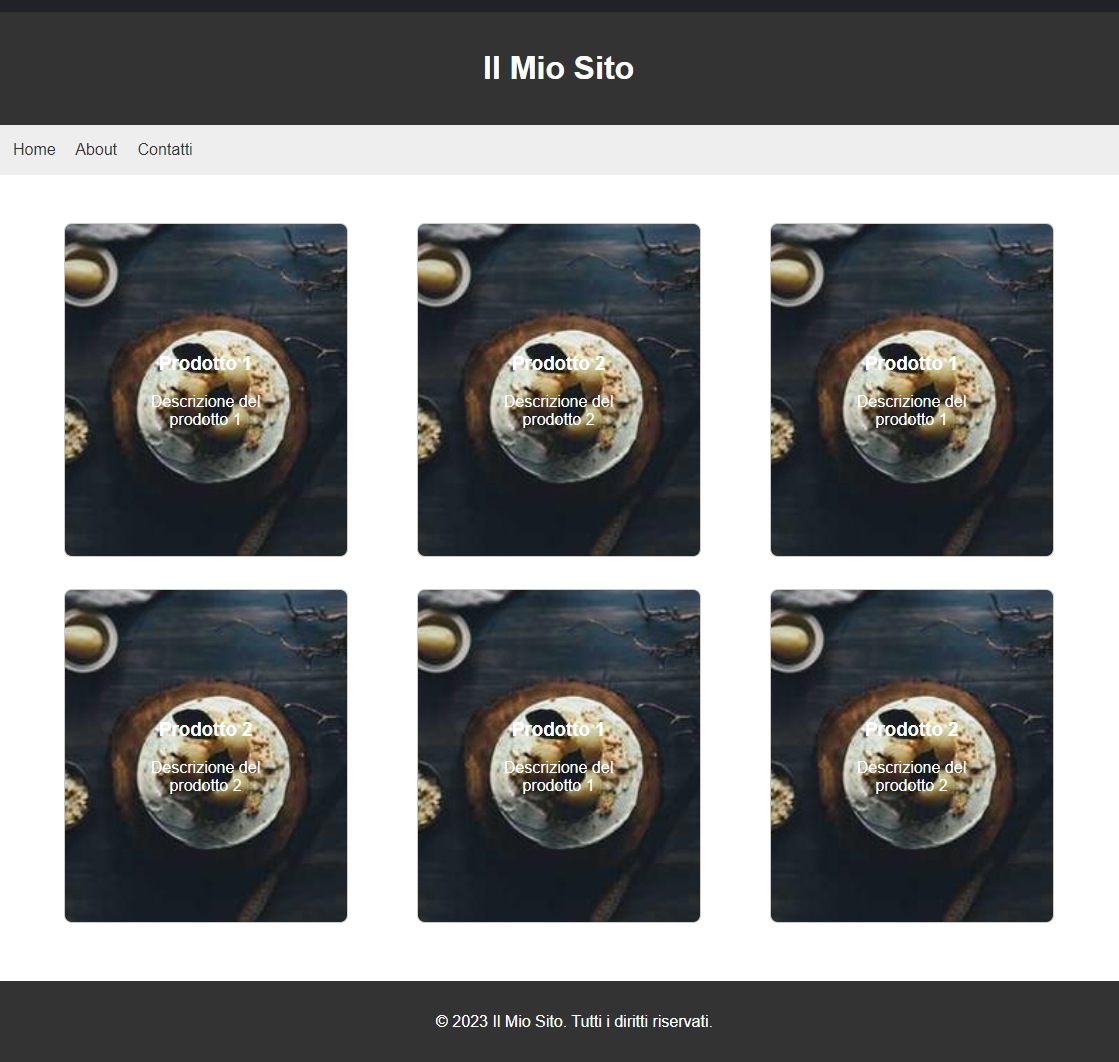 Il Mio Sito
Home About Contatti
Prodotto 1
Descrizione del
prodotto 1
Prodotto 2
Descrizione del
prodotto 2
Prodotto 1
Descrizione del
prodotto 1
Prodotto 2
Descrizione del
prodotto 2
Prodotto 1
Descrizione del
prodotto 1
Prodotto 2
Descrizione del
prodotto 2
© 2023 Il Mio Sito. Tutti i diritti riservati.